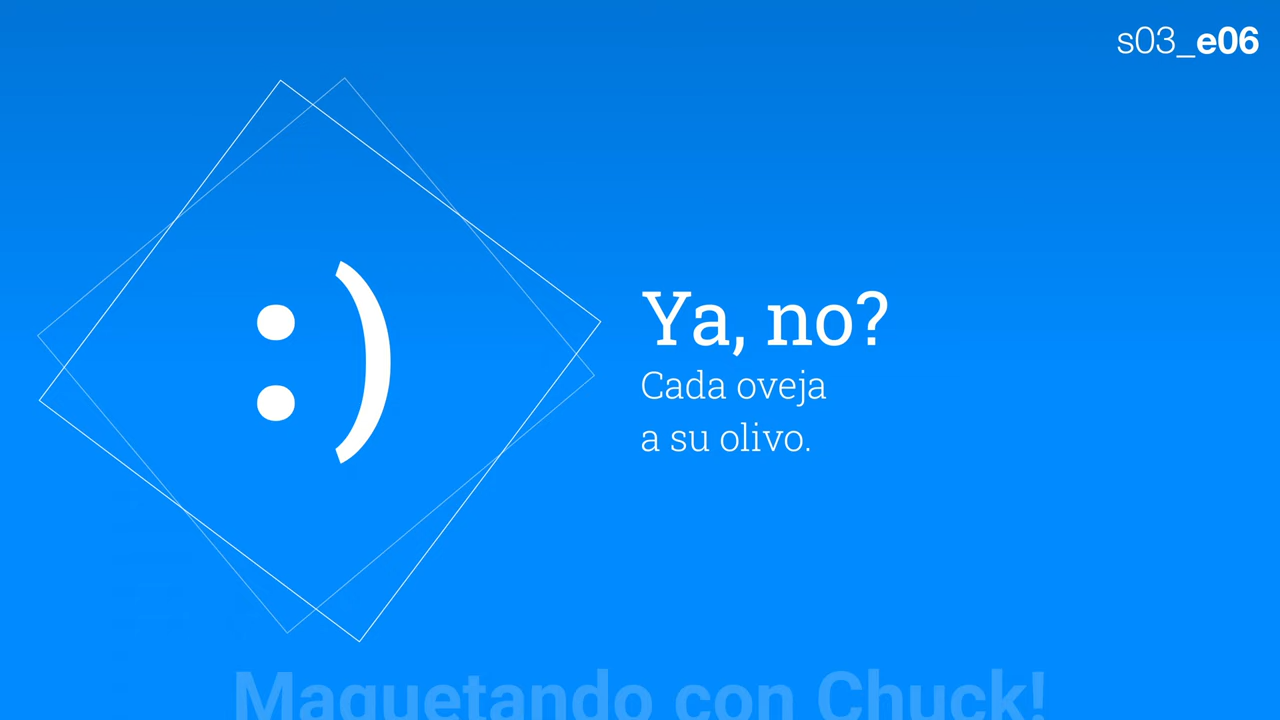 s03_e06
:)
Ya, no?
Cada oveja
a su olivo.
Maquetando con Chuck!